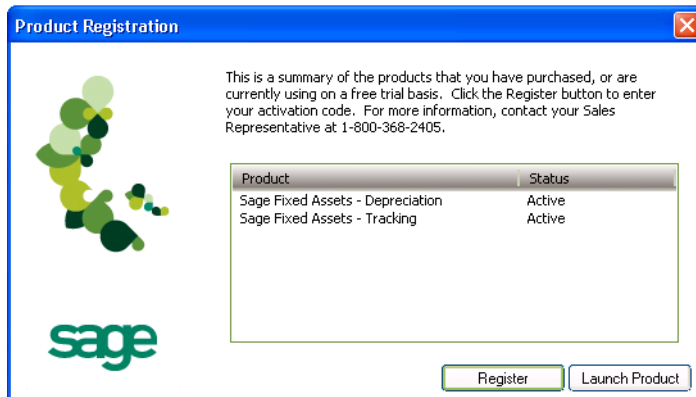 Product Registration
This is a summary of the products that you have purchased, or are
currently using on a free trial basis. Click the Register button to enter
your activation code. For more information, contact your Sales
Representative at 1-800-368-2405.
Product Status
Sage Fixed Assets - Depreciation Active
Sage Fixed Assets - Tracking Active
sage
Register Launch Product